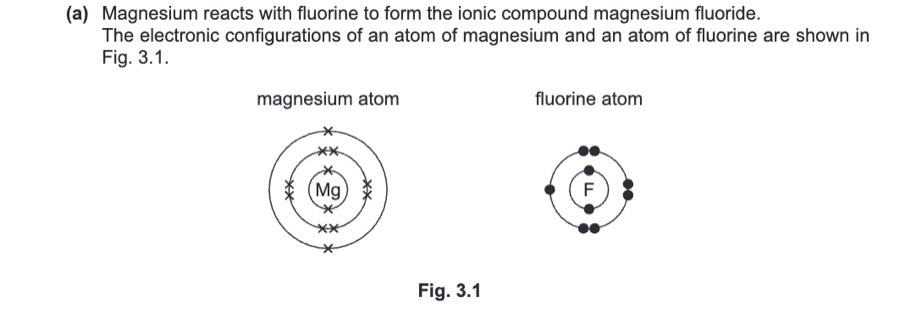 (a) Magnesium reacts with fluorine to form the ionic compound magnesium fluoride.
The electronic configurations of an atom of magnesium and an atom of fluorine are shown in
Fig. 3.1.
magnesium atom
fluorine atom
Mg
F
Fig. 3.1